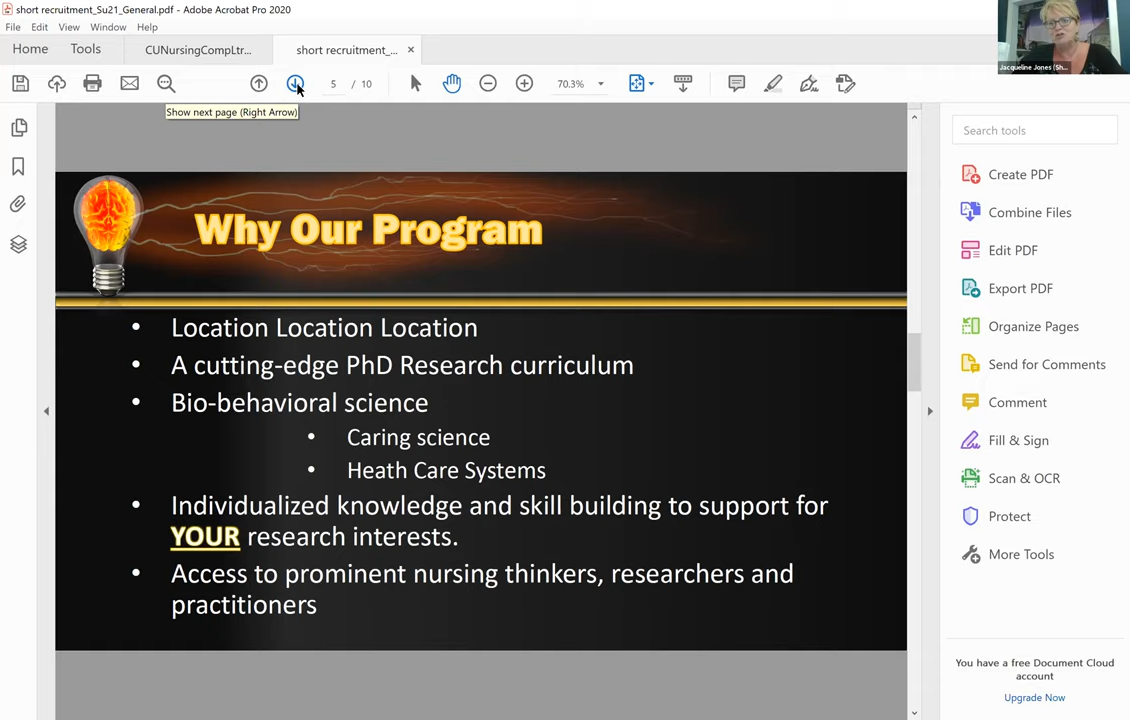 short recruitment_Su21_General.pdf - Adobe Acrobat Pro 2020
File Edit View Window Help
Home Tools CUNursingCompLtr... short recruitment_... ×
5 / 10 70.3%
Show next page (Right Arrow)
Jacqueline Jones (Sh...
Why Our Program
• Location Location Location
• A cutting-edge PhD Research curriculum
• Bio-behavioral science
• Caring science
• Heath Care Systems
• Individualized knowledge and skill building to support for
YOUR research interests.
• Access to prominent nursing thinkers, researchers and
practitioners
Search tools
Create PDF
Combine Files
Edit PDF
Export PDF
Organize Pages
Send for Comments
Comment
Fill & Sign
Scan & OCR
Protect
More Tools
You have a free Document Cloud
account
Upgrade Now